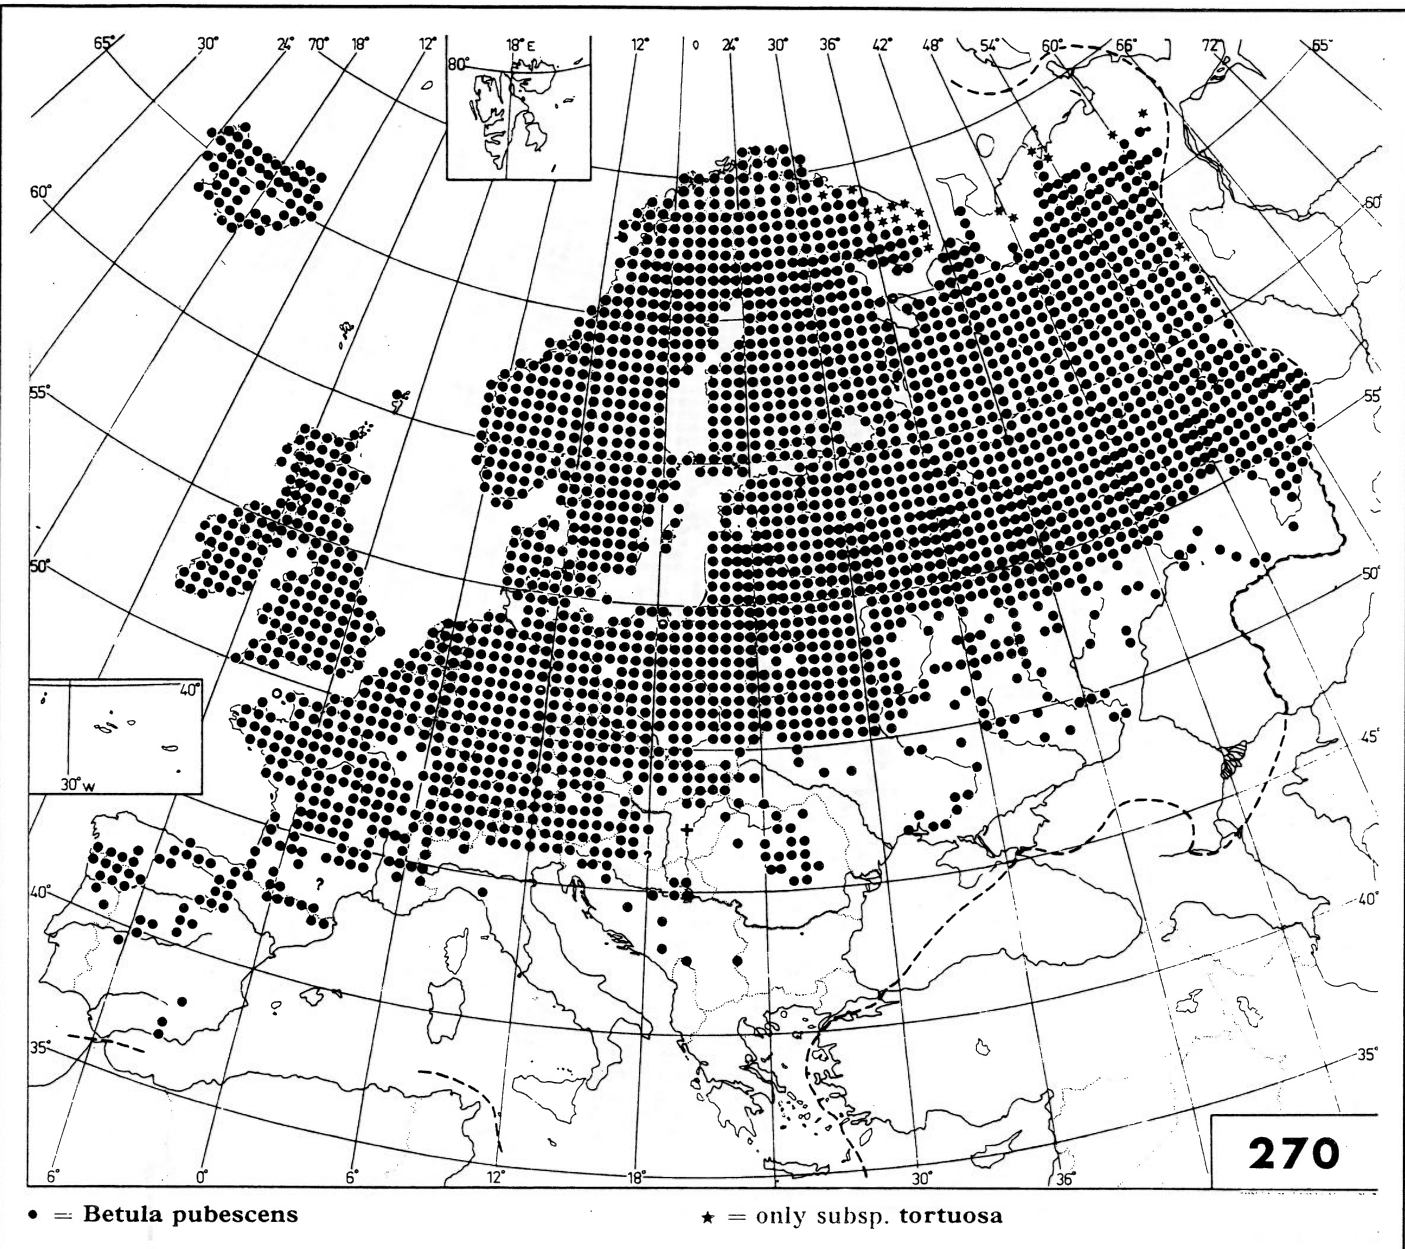 65° 30° 24° 70° 18° 12° 18° E 12° 0 24° 30° 36° 42° 48° 54° 60° 66° 72° 65°
80°
60° 60°
55° 55°
50° 50°
40°
30° W
45°
? ?
40° 40°
35° 35°
6° 0° 6° 12° 18° 30° 36°
270
● = Betula pubescens ★ = only subsp. tortuosa